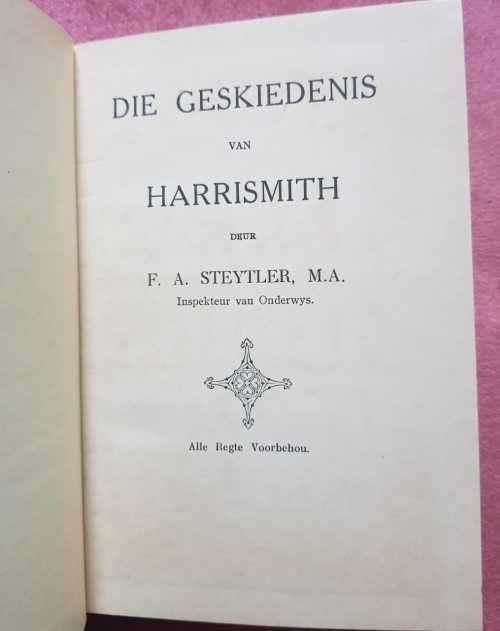 DIE GESKIEDENIS
VAN
HARRISMITH
DEUR
F. A. STEYTLER, M.A.
Inspekteur van Onderwys.
Alle Regte Voorbehou.